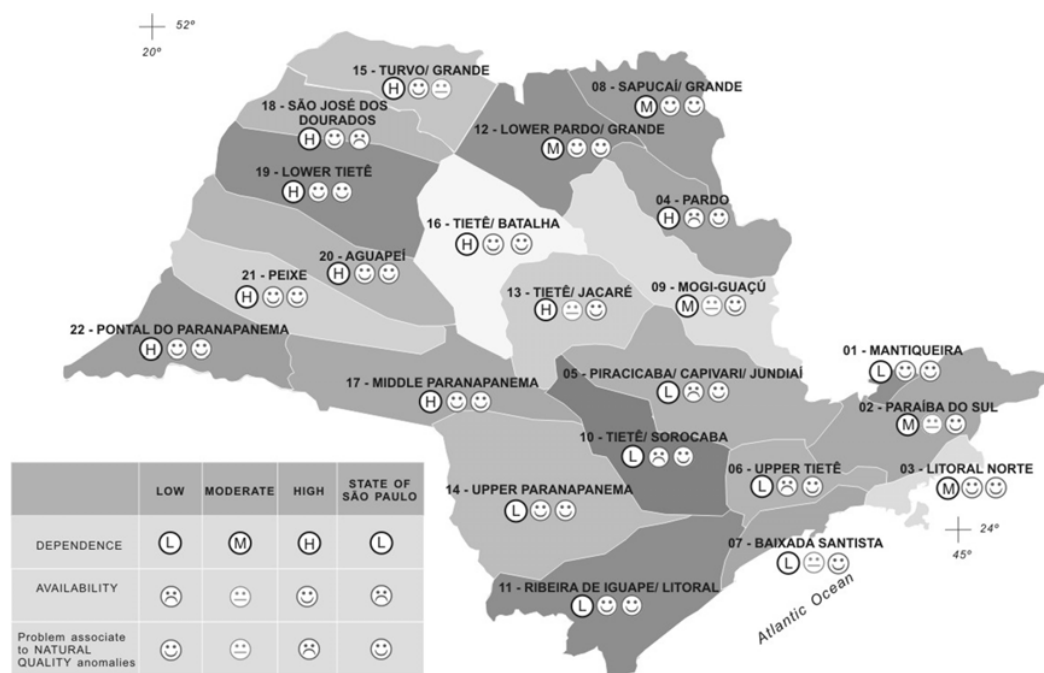 52º
20º
15 - TURVO/ GRANDE
H
08 - SAPUCAÍ/ GRANDE
M
18 - SÃO JOSÉ DOS
DOURADOS
H
12 - LOWER PARDO/ GRANDE
M
19 - LOWER TIETÊ
H
04 - PARDO
H
16 - TIETÊ/ BATALHA
H
20 - AGUAPEÍ
H
21 - PEIXE
H
13 - TIETÊ/ JACARÉ
H
09 - MOGI-GUAÇÚ
M
22 - PONTAL DO PARANAPANEMA
H
01 - MANTIQUEIRA
L
17 - MIDDLE PARANAPANEMA
H
05 - PIRACICABA/ CAPIVARI/ JUNDIAÍ
L
02 - PARAÍBA DO SUL
M
10 - TIETÊ/ SOROCABA
L
06 - UPPER TIETÊ
L
03 - LITORAL NORTE
M
14 - UPPER PARANAPANEMA
L
24º
45º
07 - BAIXADA SANTISTA
L
11 - RIBEIRA DE IGUAPE/ LITORAL
L
Atlantic Ocean
LOW MODERATE HIGH STATE OF
SÃO PAULO
DEPENDENCE L M H L
AVAILABILITY
Problem associate
to NATURAL
QUALITY anomalies